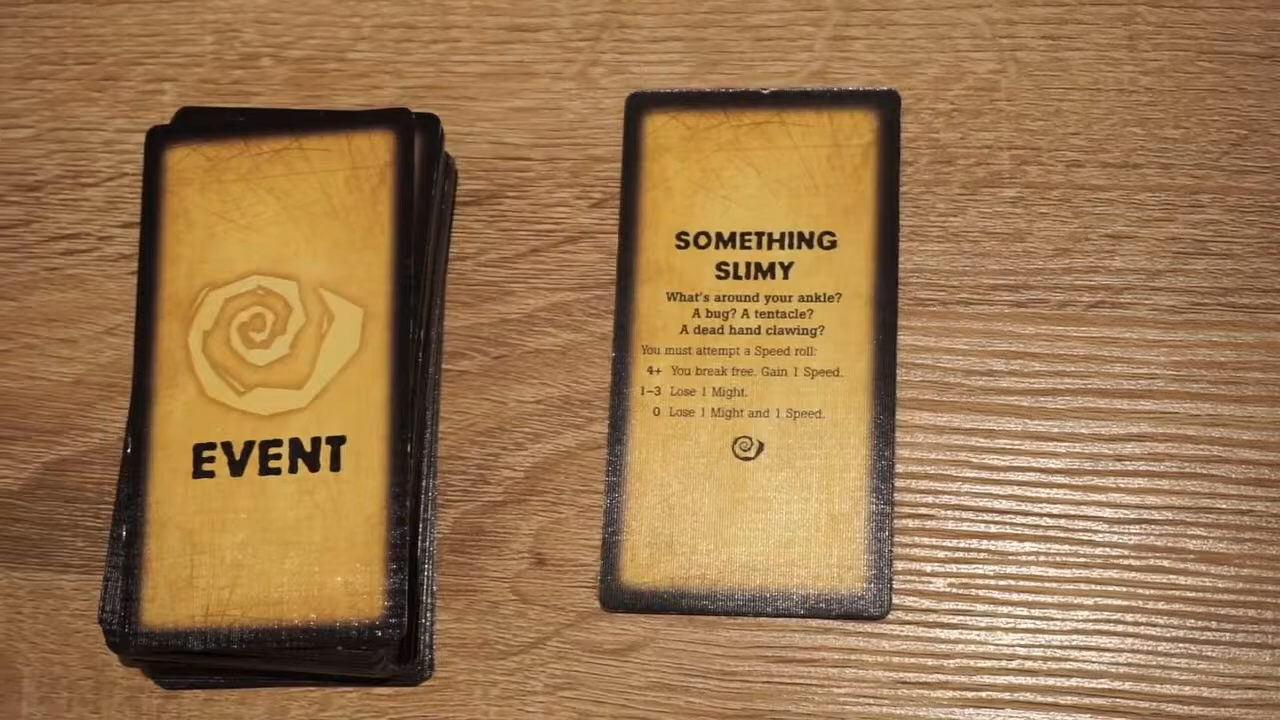 EVENT
SOMETHING
SLIMY
What's around your ankle?
A bug? A tentacle?
A dead hand clawing?
You must attempt a Speed roll:
4+ You break free. Gain 1 Speed.
1–3 Lose 1 Might.
0 Lose 1 Might and 1 Speed.